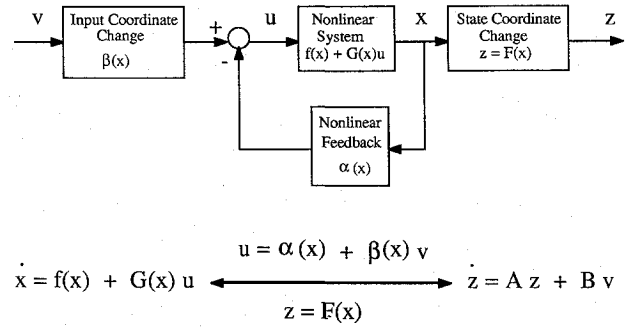 v
Input Coordinate
Change
β(x)
+
-
u
Nonlinear
System
f(x) + G(x)u
x
State Coordinate
Change
z = F(x)
z
Nonlinear
Feedback
α (x)
u = α (x) + β(x) v
ẋ = f(x) + G(x) u
ż = A z + B v
z = F(x)